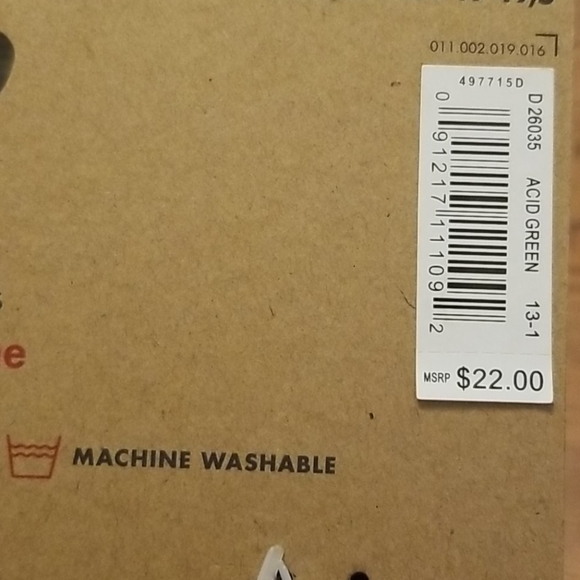 011.002.019.016
497715D
D 26035 ACID GREEN 13-1
0 91217 11109 2
MSRP $22.00
e
MACHINE WASHABLE